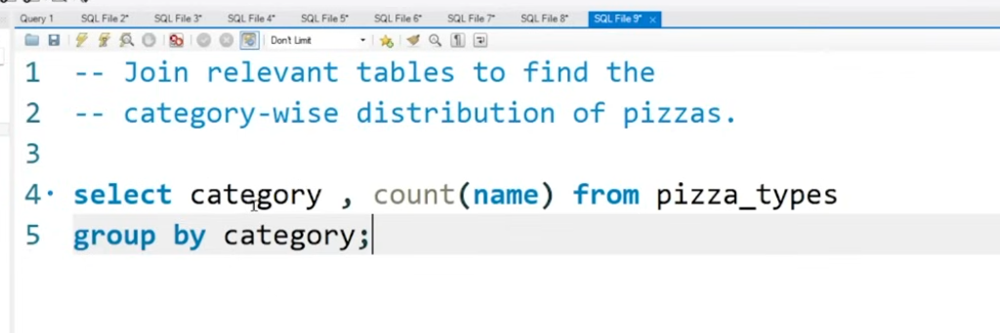 Query 1 SQL File 2* SQL File 3* SQL File 4* SQL File 5* SQL File 6* SQL File 7* SQL File 8* SQL File 9* ×
Don't Limit
1 -- Join relevant tables to find the
2 -- category-wise distribution of pizzas.
3
4 select category , count(name) from pizza_types
5 group by category;